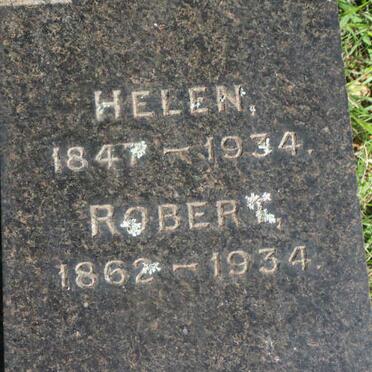 HELEN,
1847 – 1934.
ROBERT,
1862 – 1934.